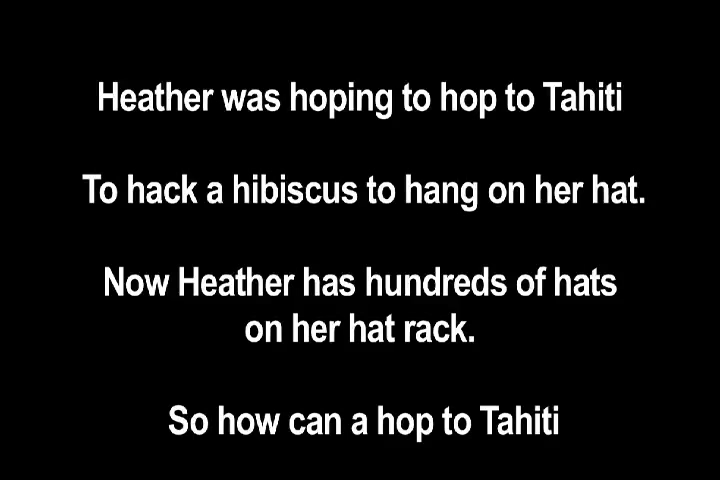 Heather was hoping to hop to Tahiti
To hack a hibiscus to hang on her hat.
Now Heather has hundreds of hats
on her hat rack.
So how can a hop to Tahiti